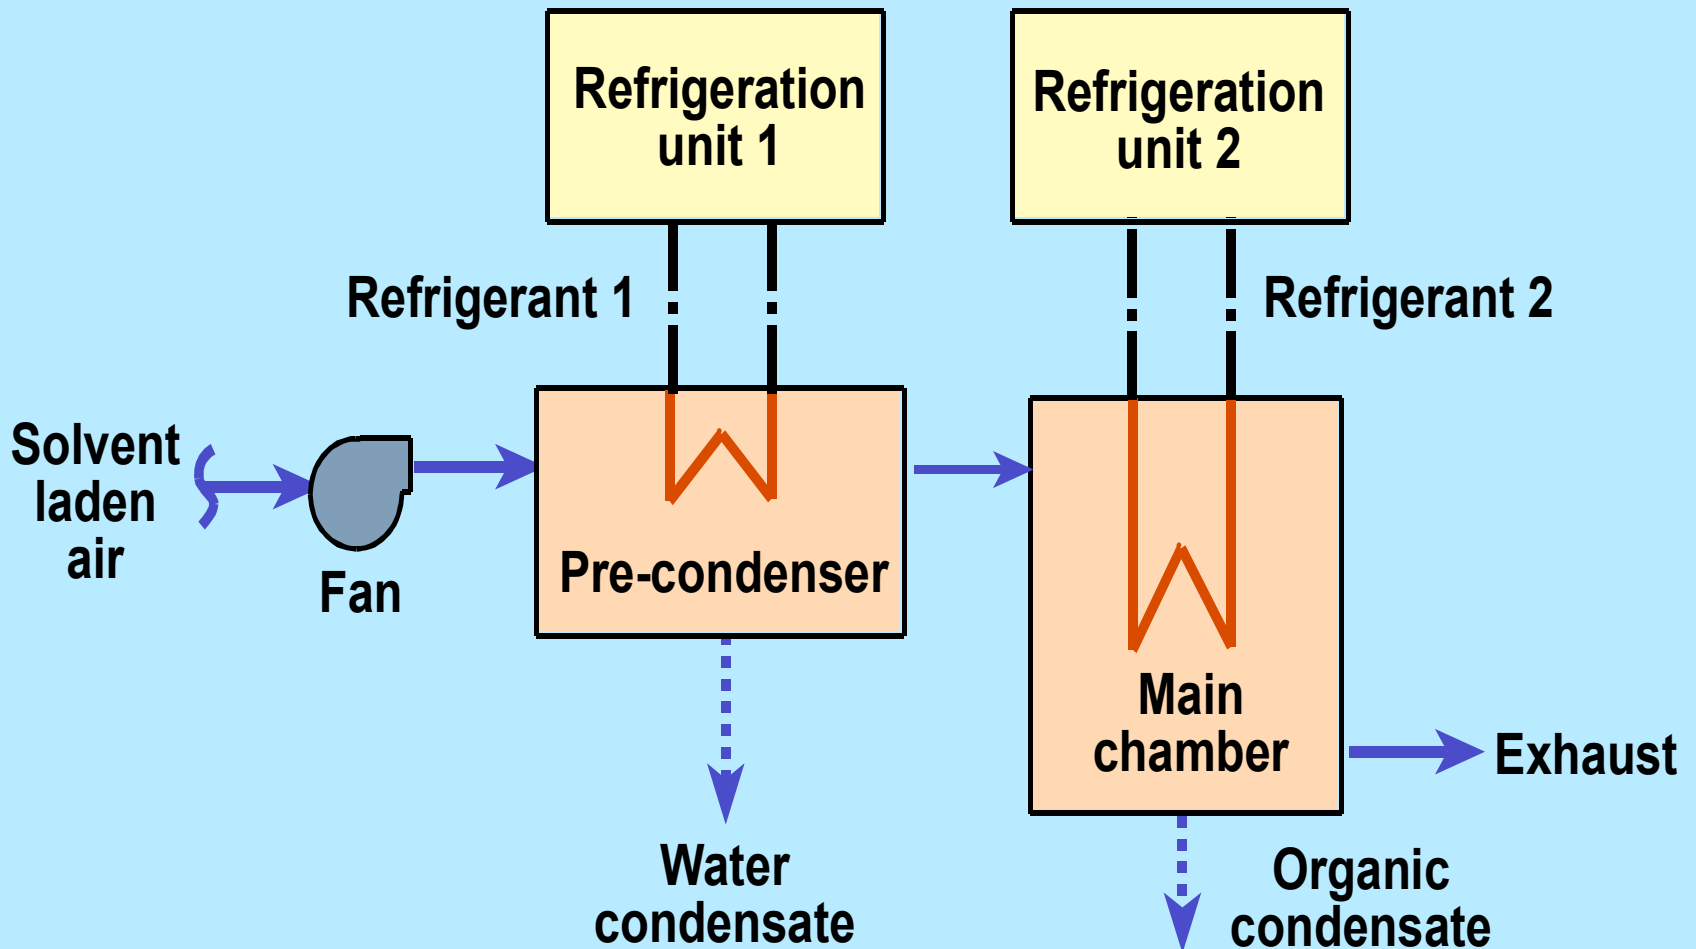 Refrigeration
unit 1
Refrigeration
unit 2
Refrigerant 1
Refrigerant 2
Solvent
laden
air
Fan
Pre-condenser
Main
chamber
Exhaust
Water
condensate
Organic
condensate